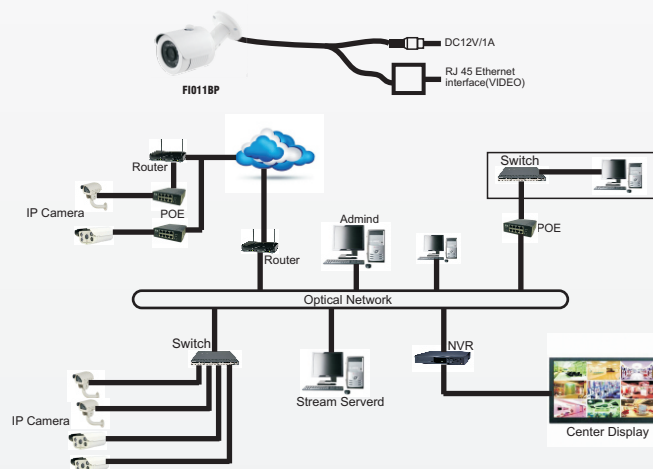 DC12V/1A
FI011BP
RJ 45 Ethernet
interface(VIDEO)
Router
IP Camera
POE
Switch
Admind
POE
Router
Optical Network
Switch
NVR
IP Camera
Stream Serverd
Center Display